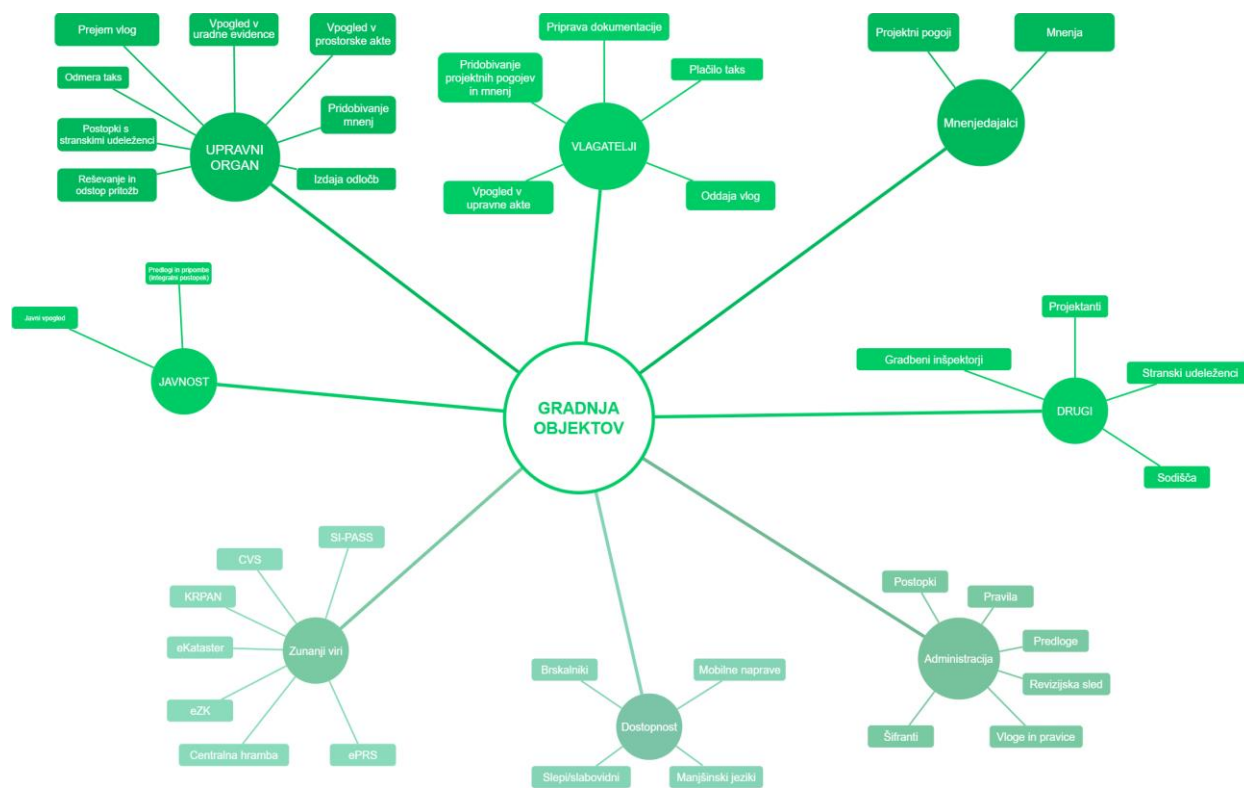 Prejem vlog
Vpogled v
uradne evidence
Vpogled v
prostorske akte
Odmera taks
Postopki s
stranskimi udeleženci
Pridobivanje
mnenj
Reševanje in
odstop pritožb
Izdaja odločb
UPRAVNI
ORGAN
Priprava dokumentacije
Pridobivanje
projektnih pogojev
in mnenj
Plačilo taks
VLAGATELJI
Vpogled v
upravne akte
Oddaja vlog
Projektni pogoji
Mnenja
Mnenjedajalci
Predlogi in pripombe
(integralni postopek)
Javni vpogled
JAVNOST
GRADNJA
OBJEKTOV
Projektanti
Gradbeni inšpektorji
Stranski udeleženci
DRUGI
Sodišča
SI-PASS
CVS
KRPAN
eKataster
Zunanji viri
eZK
Centralna hramba
ePRS
Brskalniki
Mobilne naprave
Dostopnost
Slepi/slabovidni
Manjšinski jeziki
Postopki
Pravila
Predloge
Administracija
Revizijska sled
Šifranti
Vloge in pravice